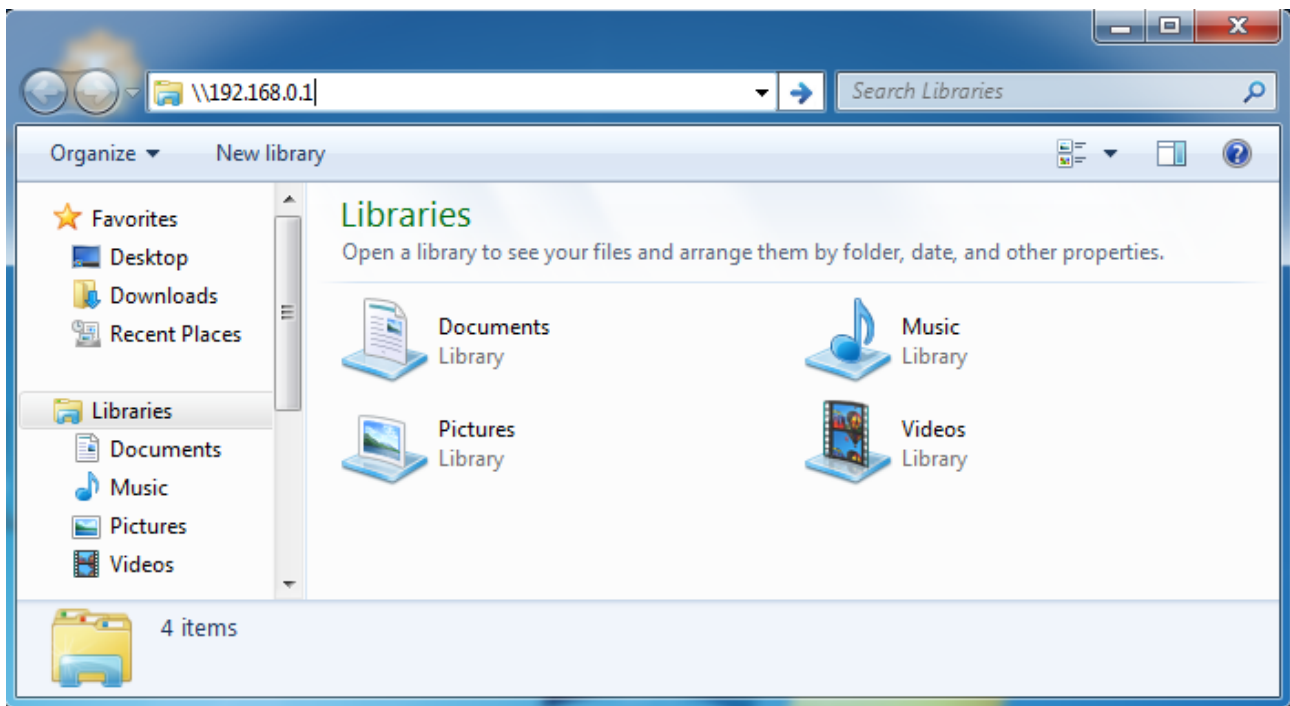 \\192.168.0.1
Search Libraries
Organize
New library
Favorites
Desktop
Downloads
Recent Places
Libraries
Documents
Music
Pictures
Videos
Libraries
Open a library to see your files and arrange them by folder, date, and other properties.
Documents
Library
Music
Library
Pictures
Library
Videos
Library
4 items